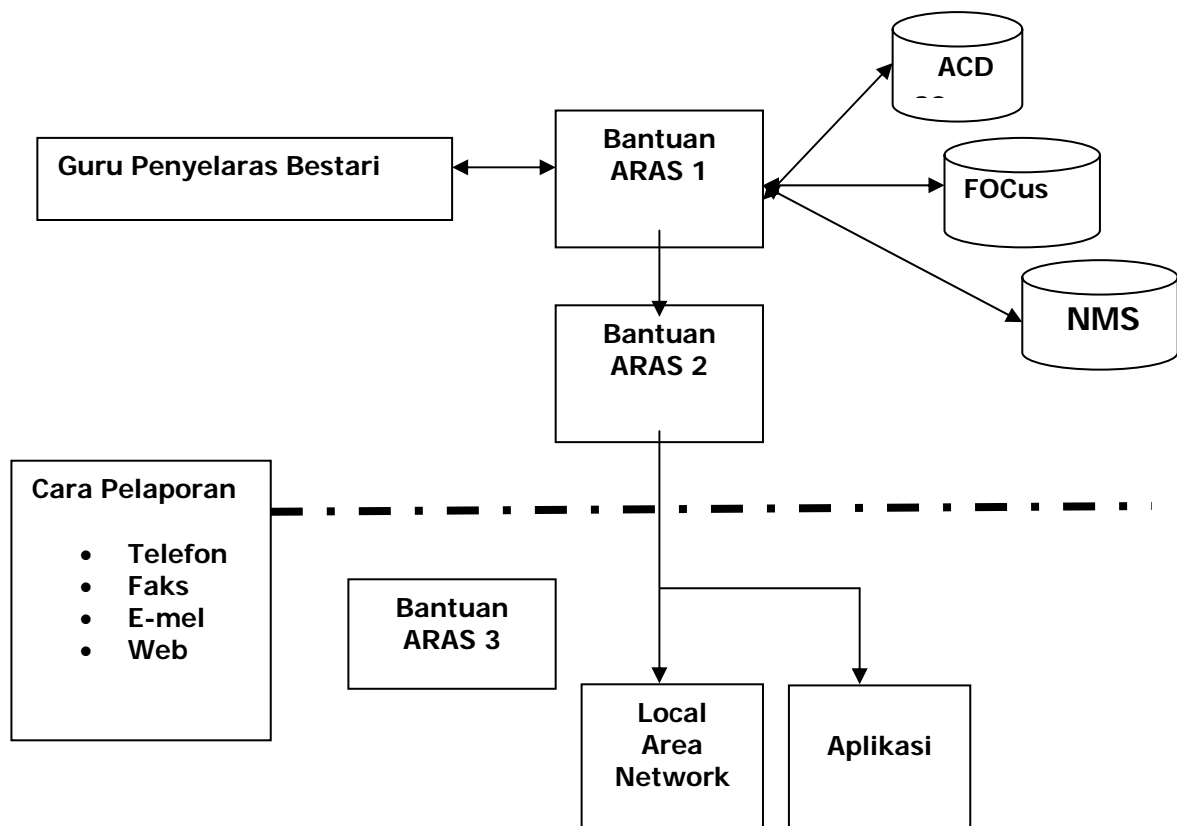 ACD
Guru Penyelaras Bestari
Bantuan
ARAS 1
FOCus
NMS
Bantuan
ARAS 2
Cara Pelaporan
• Telefon
• Faks
• E-mel
• Web
Bantuan
ARAS 3
Local
Area
Network
Aplikasi